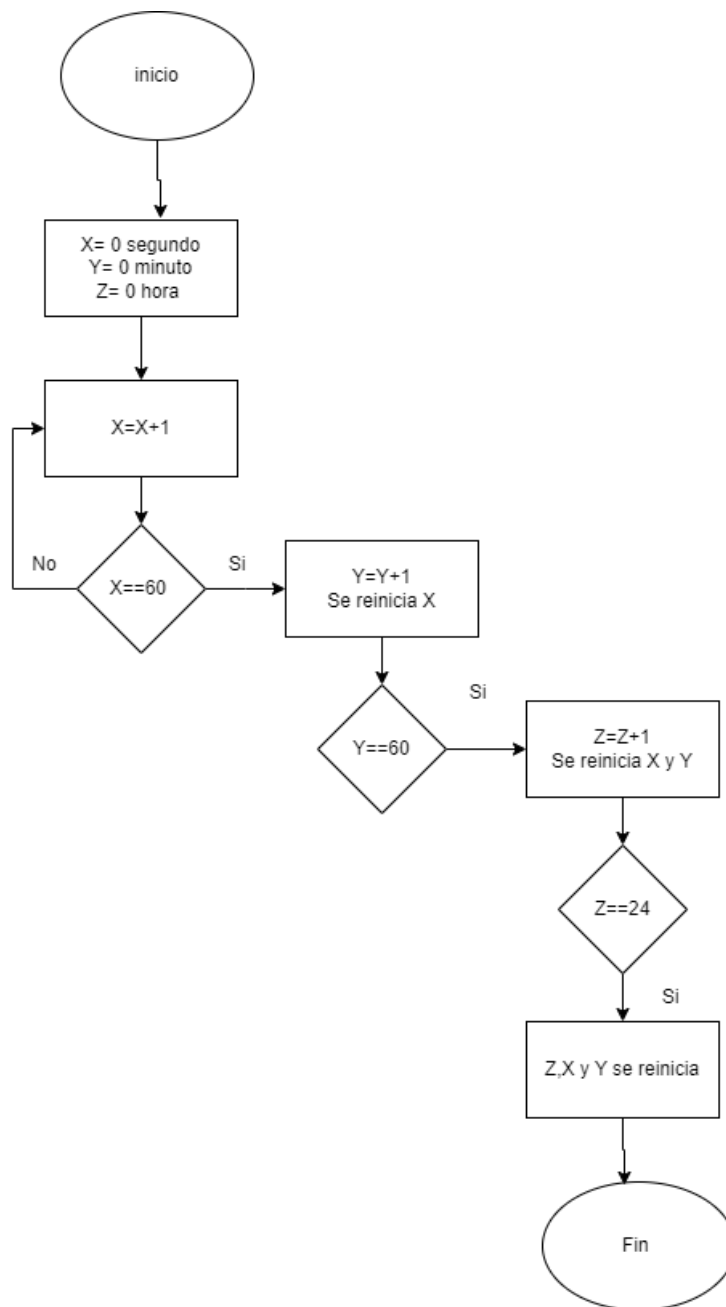 inicio
X= 0 segundo
Y= 0 minuto
Z= 0 hora
X=X+1
No
X==60
Si
Y=Y+1
Se reinicia X
Y==60
Si
Z=Z+1
Se reinicia X y Y
Z==24
Si
Z,X y Y se reinicia
Fin